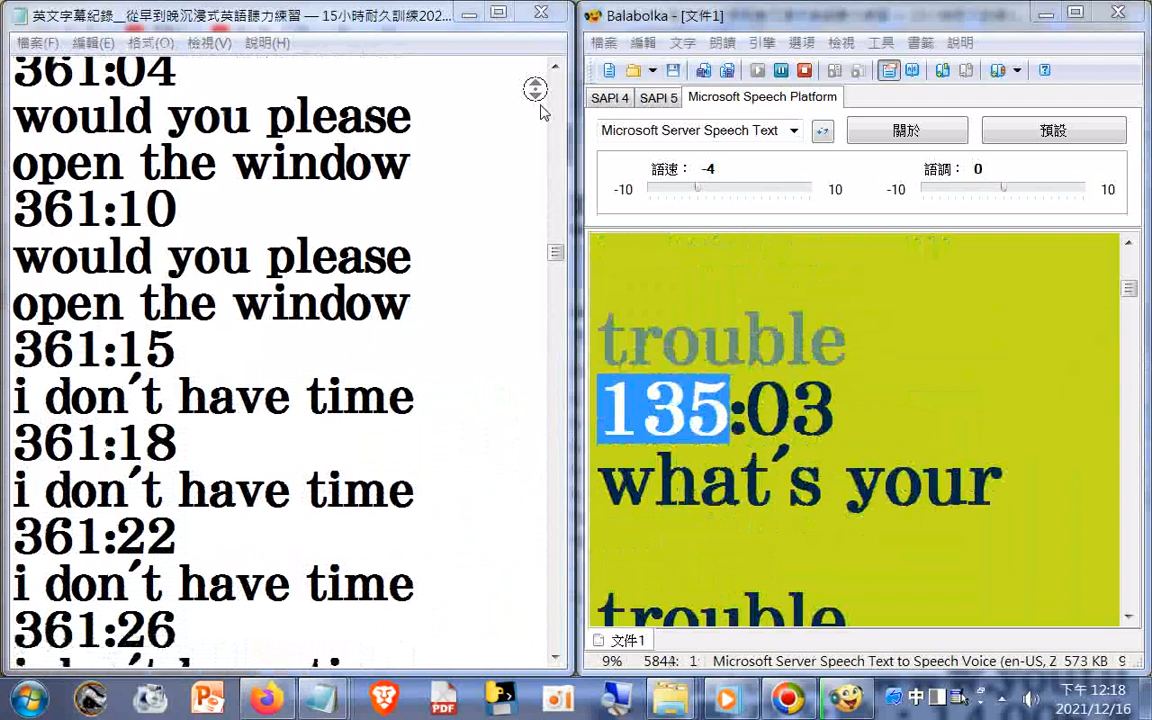 英文字幕紀錄__從早到晚沉浸式英語聽力練習 — 15小時耐久訓練202...
檔案(F) 編輯(E) 格式(O) 檢視(V) 說明(H)
361:04
would you please
open the window
361:10
would you please
open the window
361:15
i don't have time
361:18
i don't have time
361:22
i don't have time
361:26
i don't have time
Balabolka - [文件1]
檔案 編輯 文字 朗讀 引擎 選項 檢視 工具 書籤 說明
SAPI 4 SAPI 5 Microsoft Speech Platform
Microsoft Server Speech Text 關於 預設
語速： -4 語調： 0
-10 10 -10 10
trouble
135:03
what's your
trouble
文件1
9% 5844: 1 Microsoft Server Speech Text to Speech Voice (en-US, Z 573 KB 9
PDF
中
下午 12:18
2021/12/16